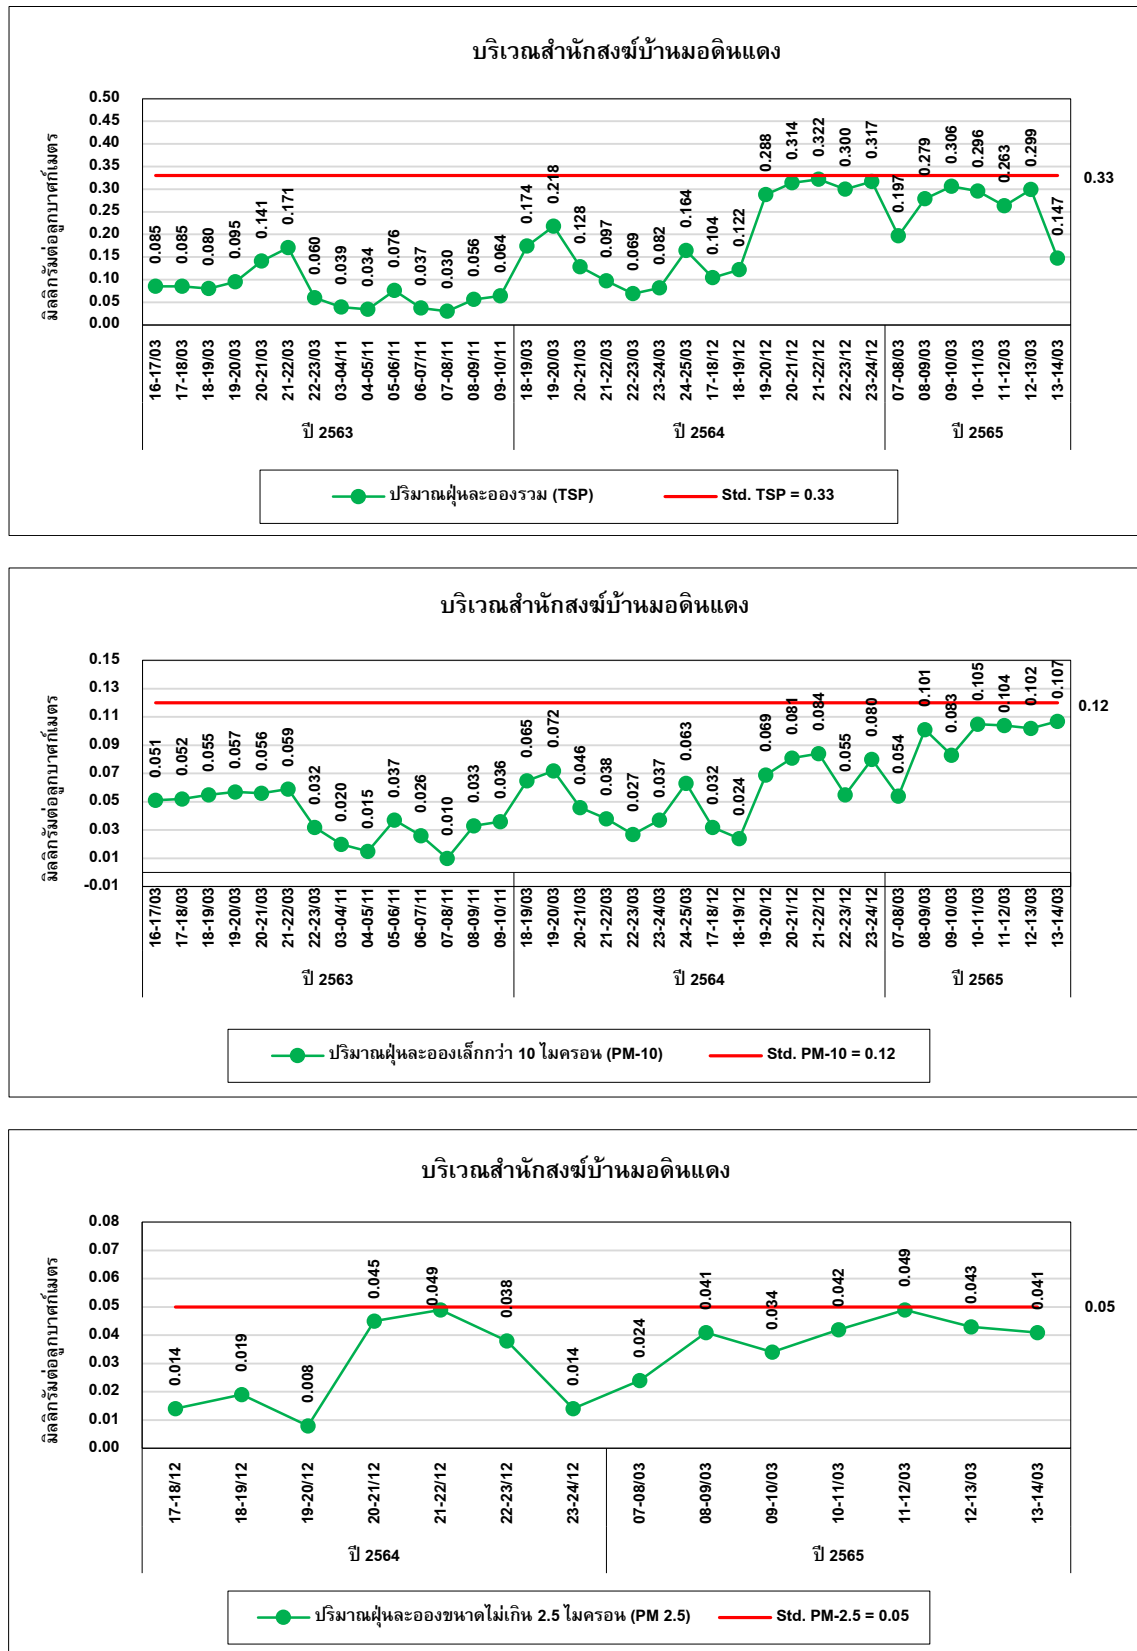 บริเวณสำนักสงฆ์บ้านมอดินแดง
มิลลิกรัมต่อลูกบาศก์เมตร
0.50
0.45
0.40
0.35
0.30
0.25
0.20
0.15
0.10
0.05
0.00
0.085 0.085 0.080 0.095 0.141 0.171 0.060 0.039 0.034 0.076 0.037 0.030 0.056 0.064 0.174 0.218 0.128 0.097 0.069 0.082 0.164 0.104 0.122 0.288 0.314 0.322 0.300 0.317 0.197 0.279 0.306 0.296 0.263 0.299 0.147
0.33
16-17/03 17-18/03 18-19/03 19-20/03 20-21/03 21-22/03 22-23/03 03-04/11 04-05/11 05-06/11 06-07/11 07-08/11 08-09/11 09-10/11 18-19/03 19-20/03 20-21/03 21-22/03 22-23/03 23-24/03 24-25/03 17-18/12 18-19/12 19-20/12 20-21/12 21-22/12 22-23/12 23-24/12 07-08/03 08-09/03 09-10/03 10-11/03 11-12/03 12-13/03 13-14/03
ปี 2563 ปี 2564 ปี 2565
ปริมาณฝุ่นละอองรวม (TSP) Std. TSP = 0.33
บริเวณสำนักสงฆ์บ้านมอดินแดง
มิลลิกรัมต่อลูกบาศก์เมตร
0.15
0.13
0.11
0.09
0.07
0.05
0.03
0.01
-0.01
0.051 0.052 0.055 0.057 0.056 0.059 0.032 0.020 0.015 0.037 0.026 0.010 0.033 0.036 0.065 0.072 0.046 0.038 0.027 0.037 0.063 0.032 0.024 0.069 0.081 0.084 0.055 0.080 0.054 0.101 0.083 0.105 0.104 0.102 0.107
0.12
16-17/03 17-18/03 18-19/03 19-20/03 20-21/03 21-22/03 22-23/03 03-04/11 04-05/11 05-06/11 06-07/11 07-08/11 08-09/11 09-10/11 18-19/03 19-20/03 20-21/03 21-22/03 22-23/03 23-24/03 24-25/03 17-18/12 18-19/12 19-20/12 20-21/12 21-22/12 22-23/12 23-24/12 07-08/03 08-09/03 09-10/03 10-11/03 11-12/03 12-13/03 13-14/03
ปี 2563 ปี 2564 ปี 2565
ปริมาณฝุ่นละอองเล็กกว่า 10 ไมครอน (PM-10) Std. PM-10 = 0.12
บริเวณสำนักสงฆ์บ้านมอดินแดง
มิลลิกรัมต่อลูกบาศก์เมตร
0.08
0.07
0.06
0.05
0.04
0.03
0.02
0.01
0.00
0.014 0.019 0.008 0.045 0.049 0.038 0.014 0.024 0.041 0.034 0.042 0.049 0.043 0.041
0.05
17-18/12 18-19/12 19-20/12 20-21/12 21-22/12 22-23/12 23-24/12 07-08/03 08-09/03 09-10/03 10-11/03 11-12/03 12-13/03 13-14/03
ปี 2564 ปี 2565
ปริมาณฝุ่นละอองขนาดไม่เกิน 2.5 ไมครอน (PM 2.5) Std. PM-2.5 = 0.05